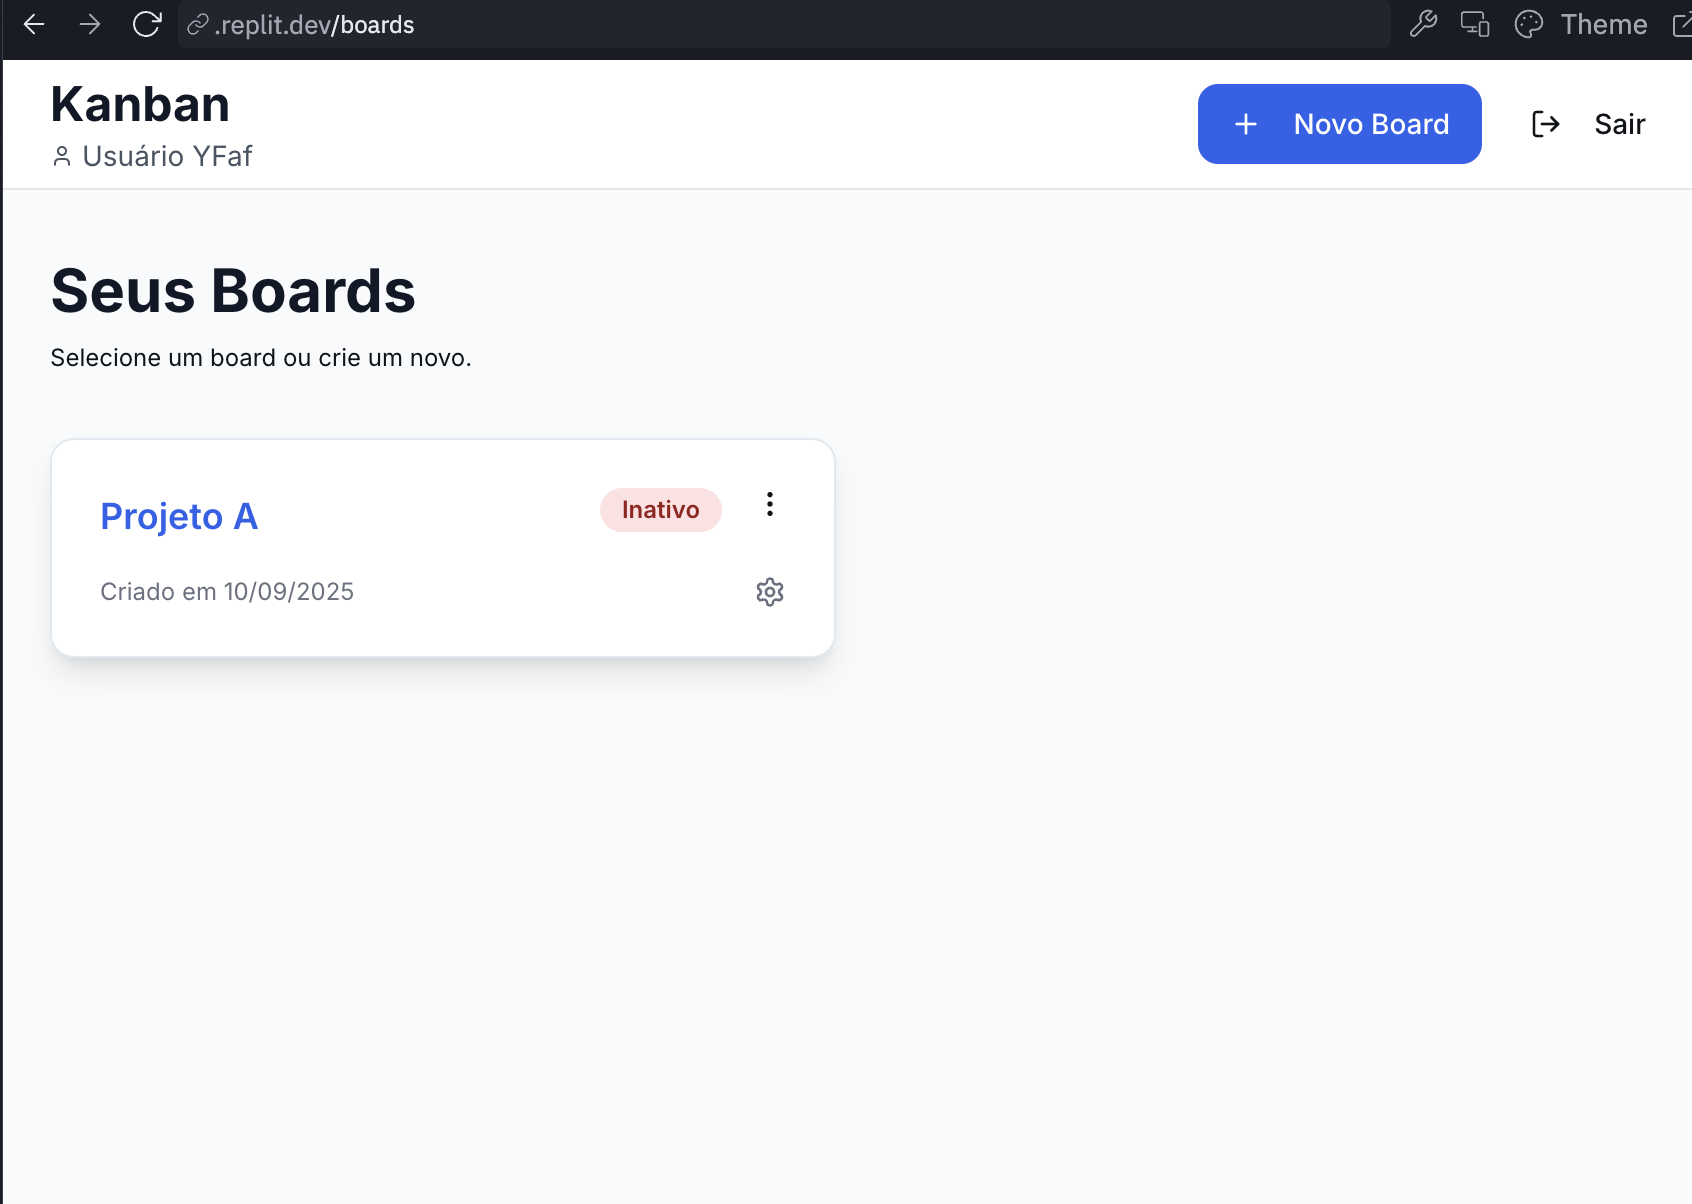 .replit.dev/boards
Theme
Kanban
Usuário YFaf
Novo Board
Sair
Seus Boards
Selecione um board ou crie um novo.
Projeto A
Inativo
Criado em 10/09/2025